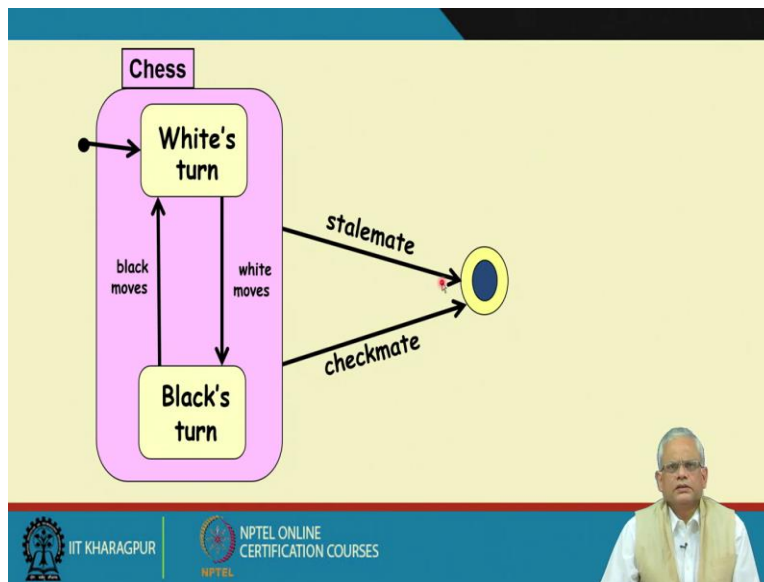 Chess
White's
turn
stalemate
black
moves
white
moves
checkmate
Black's
turn
IIT KHARAGPUR
NPTEL
NPTEL ONLINE
CERTIFICATION COURSES